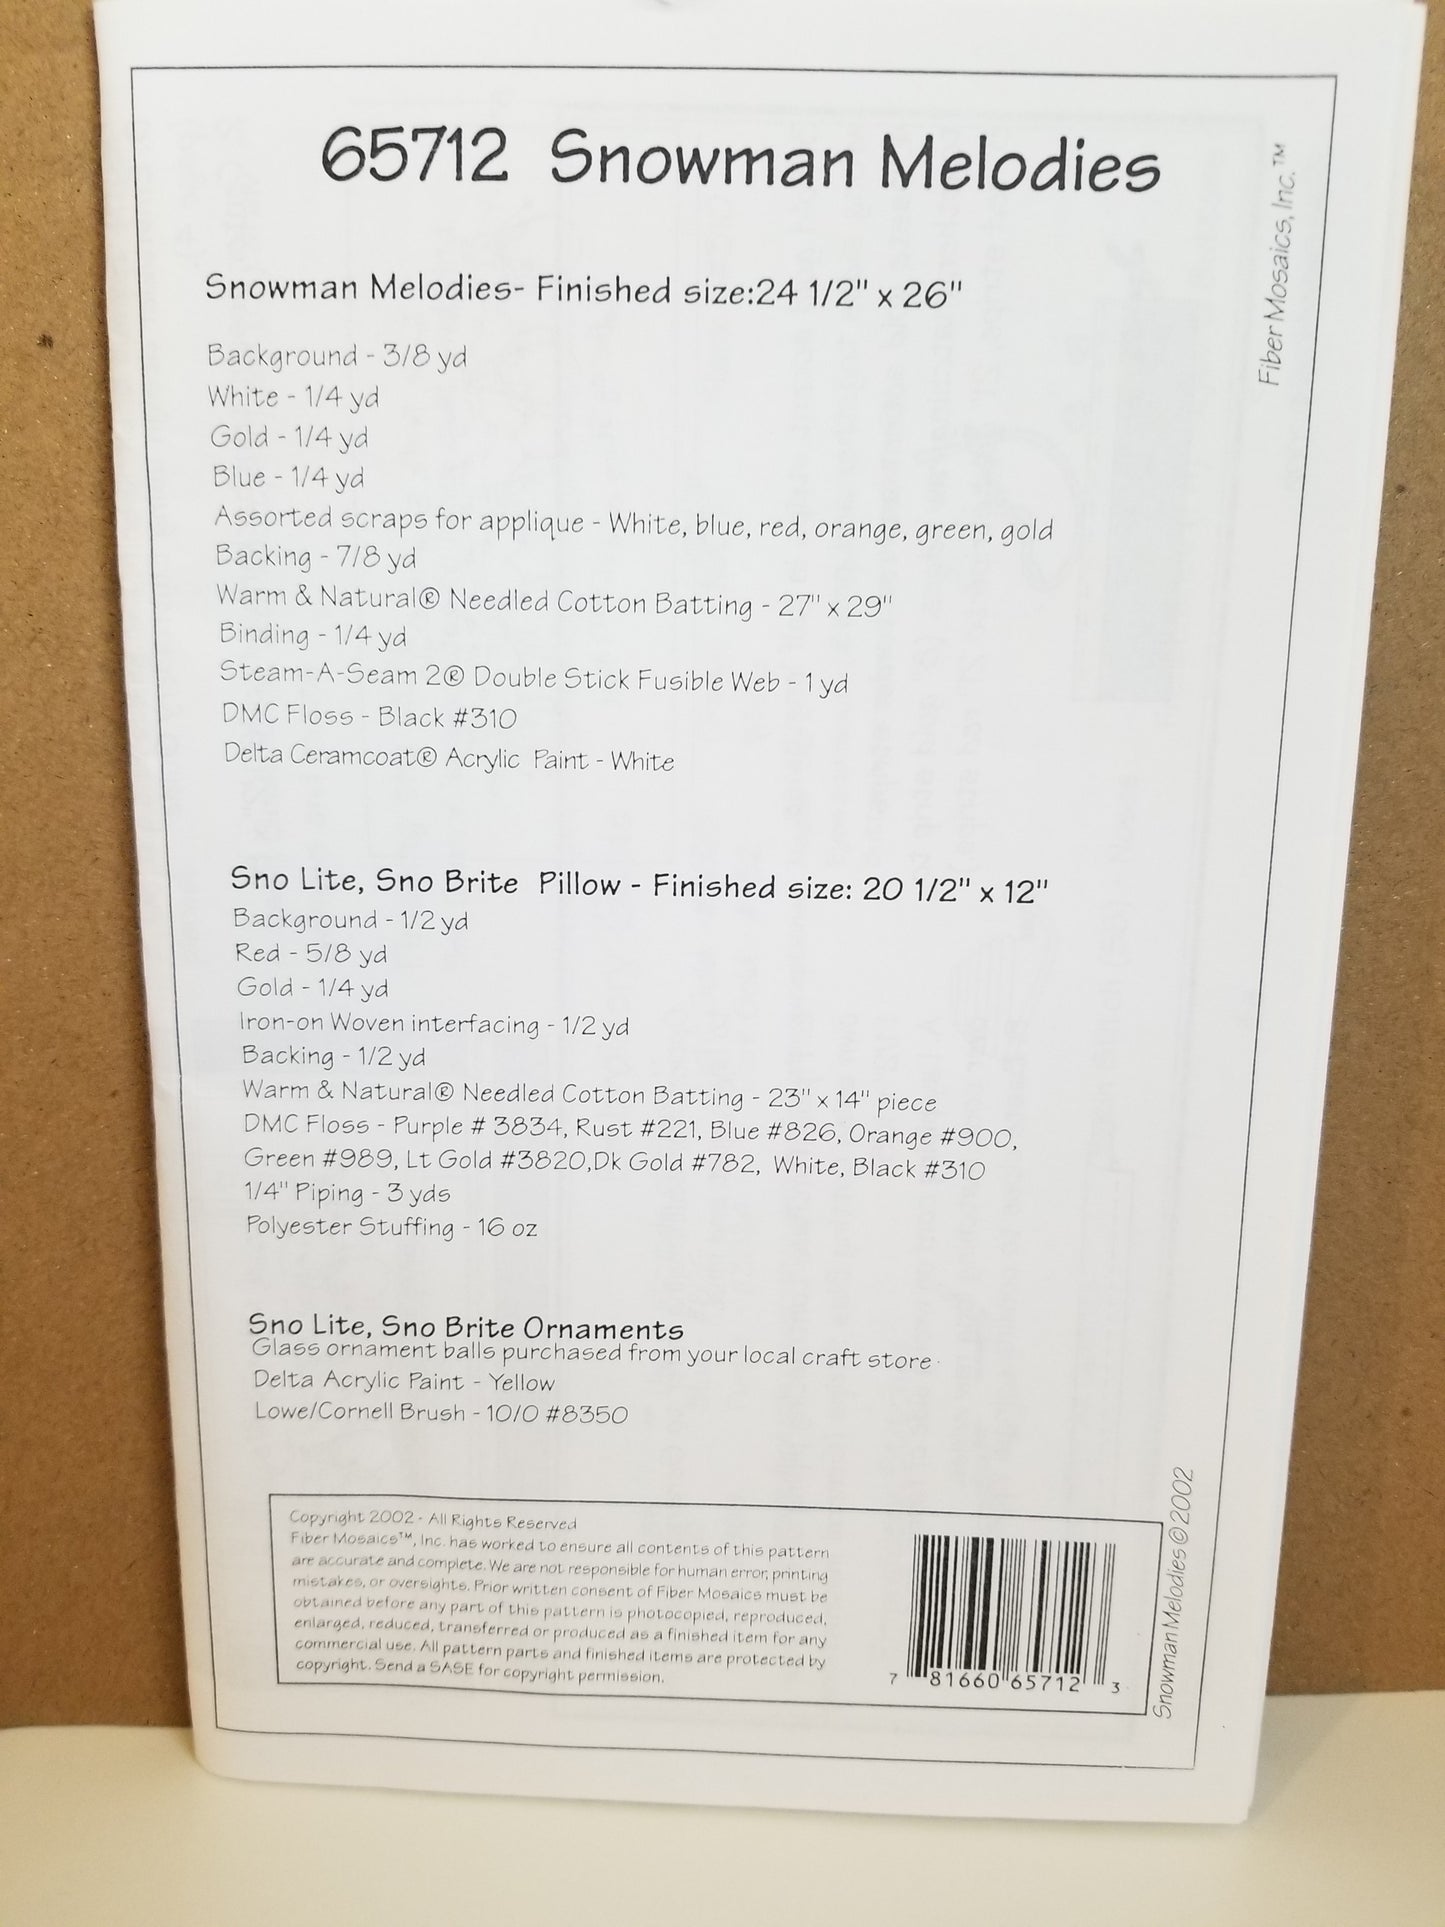 65712 Snowman Melodies
Fiber Mosaics, Inc.™
Snowman Melodies- Finished size:24 1/2" x 26"
Background - 3/8 yd
White - 1/4 yd
Gold - 1/4 yd
Blue - 1/4 yd
Assorted scraps for applique - White, blue, red, orange, green, gold
Backing - 7/8 yd
Warm & Natural® Needled Cotton Batting - 27" x 29"
Binding - 1/4 yd
Steam-A-Seam 2® Double Stick Fusible Web - 1 yd
DMC Floss - Black #310
Delta Ceramcoat® Acrylic Paint - White
Sno Lite, Sno Brite Pillow - Finished size: 20 1/2" x 12"
Background - 1/2 yd
Red - 5/8 yd
Gold - 1/4 yd
Iron-on Woven interfacing - 1/2 yd
Backing - 1/2 yd
Warm & Natural® Needled Cotton Batting - 23" x 14" piece
DMC Floss - Purple # 3834, Rust #221, Blue #826, Orange #900,
Green #989, Lt Gold #3820,Dk Gold #782, White, Black #310
1/4" Piping - 3 yds
Polyester Stuffing - 16 oz
Sno Lite, Sno Brite Ornaments
Glass ornament balls purchased from your local craft store
Delta Acrylic Paint - Yellow
Lowe/Cornell Brush - 10/0 #8350
Copyright 2002 - All Rights Reserved
Fiber Mosaics™, Inc. has worked to ensure all contents of this pattern
are accurate and complete. We are not responsible for human error, printing
mistakes, or oversights. Prior written consent of Fiber Mosaics must be
obtained before any part of this pattern is photocopied, reproduced,
enlarged, reduced, transferred or produced as a finished item for any
commercial use. All pattern parts and finished items are protected by
copyright. Send a SASE for copyright permission.
7 81660 65712 3
Snowman Melodies ©2002